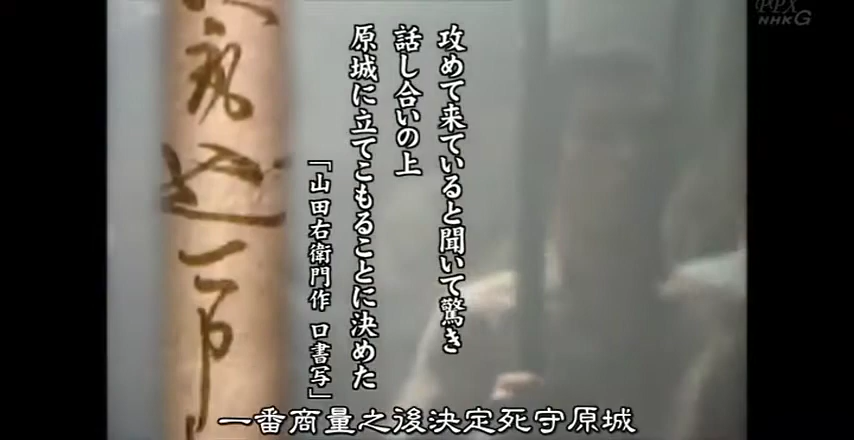 PPX
NHK G
攻めて来ていると聞いて驚き
話し合いの上
原城に立てこもることに決めた
「山田右衛門作 口書写」
一番商量之後決定死守原城